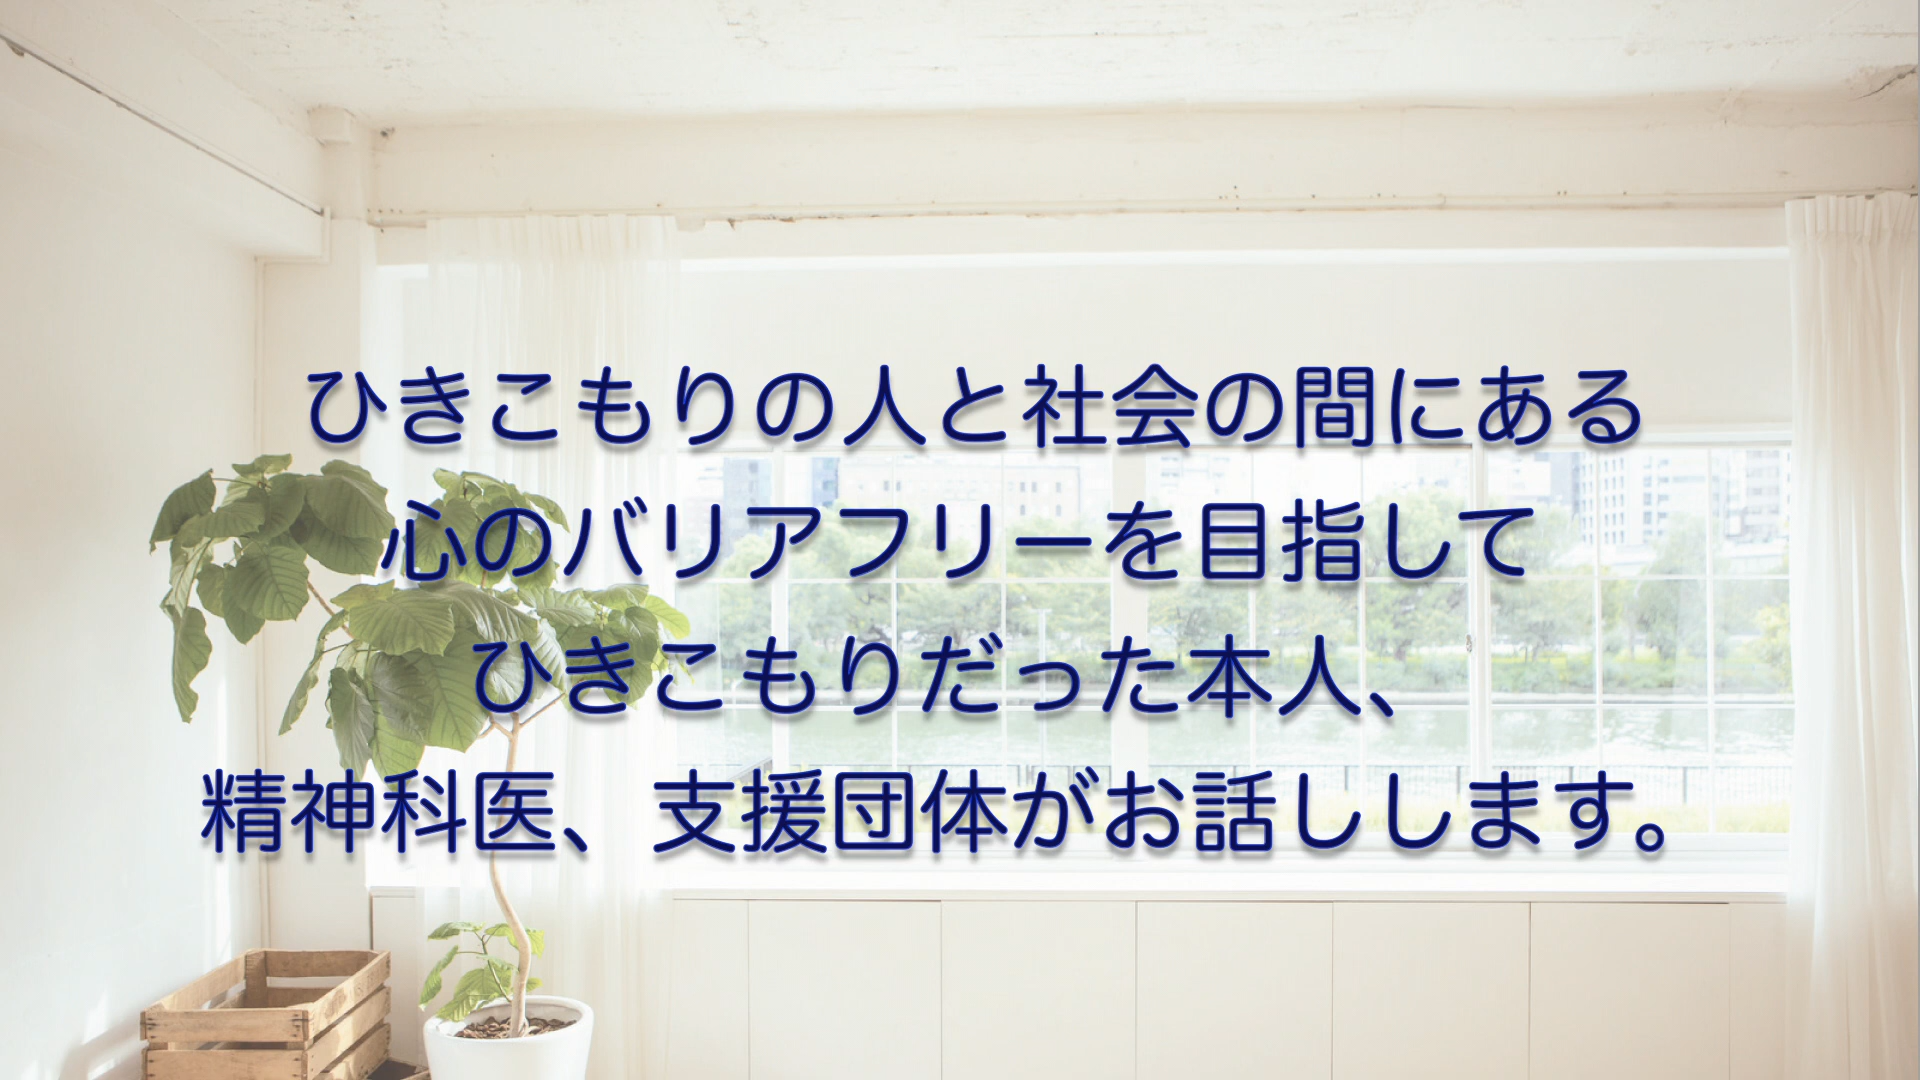 ひきこもりの人と社会の間にある
心のバリアフリーを目指して
ひきこもりだった本人、
精神科医、支援団体がお話しします。